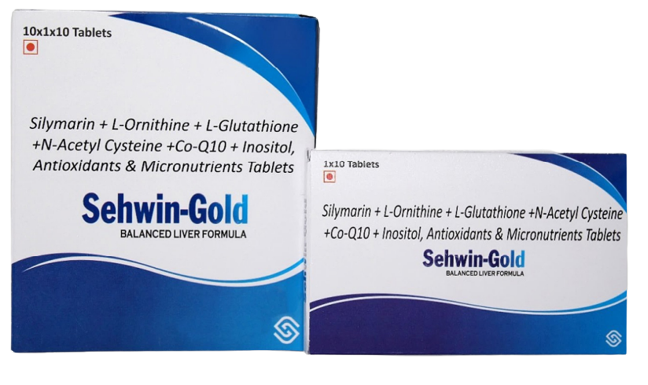 10x1x10 Tablets
Silymarin + L-Ornithine + L-Glutathione
+N-Acetyl Cysteine +Co-Q10 + Inositol,
Antioxidants & Micronutrients Tablets
Sehwin-Gold
BALANCED LIVER FORMULA
1x10 Tablets
Silymarin + L-Ornithine + L-Glutathione +N-Acetyl Cysteine
+Co-Q10 + Inositol, Antioxidants & Micronutrients Tablets
Sehwin-Gold
BALANCED LIVER FORMULA